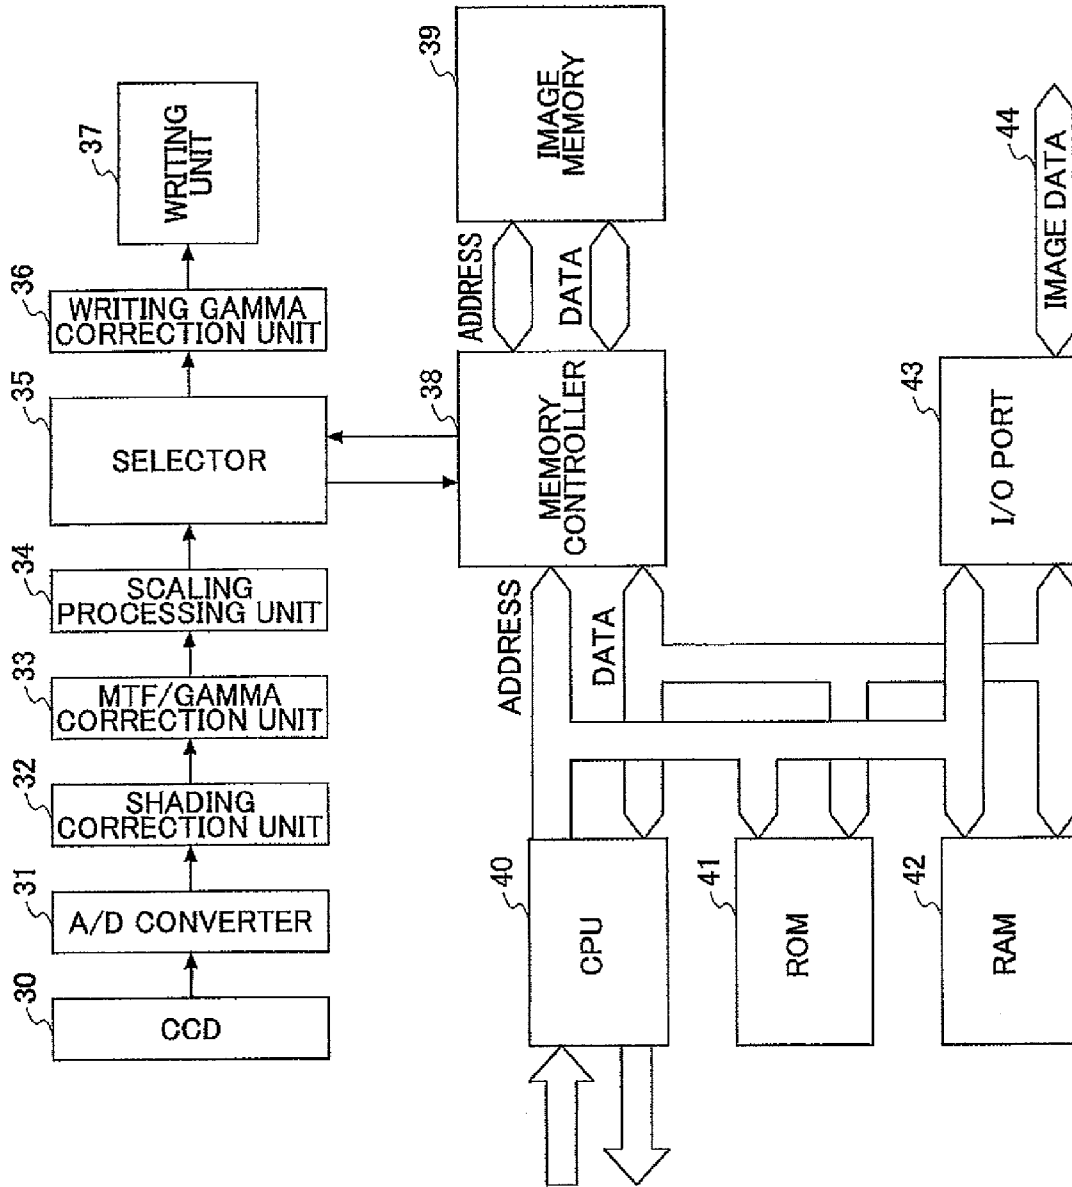 30
CCD
31
A/D CONVERTER
32
SHADING
CORRECTION UNIT
33
MTF/GAMMA
CORRECTION UNIT
34
SCALING
PROCESSING UNIT
35
SELECTOR
36
WRITING GAMMA
CORRECTION UNIT
37
WRITING
UNIT
40
CPU
ADDRESS
DATA
38
MEMORY
CONTROLLER
ADDRESS
DATA
39
IMAGE
MEMORY
41
ROM
42
RAM
43
I/O PORT
44
IMAGE DATA